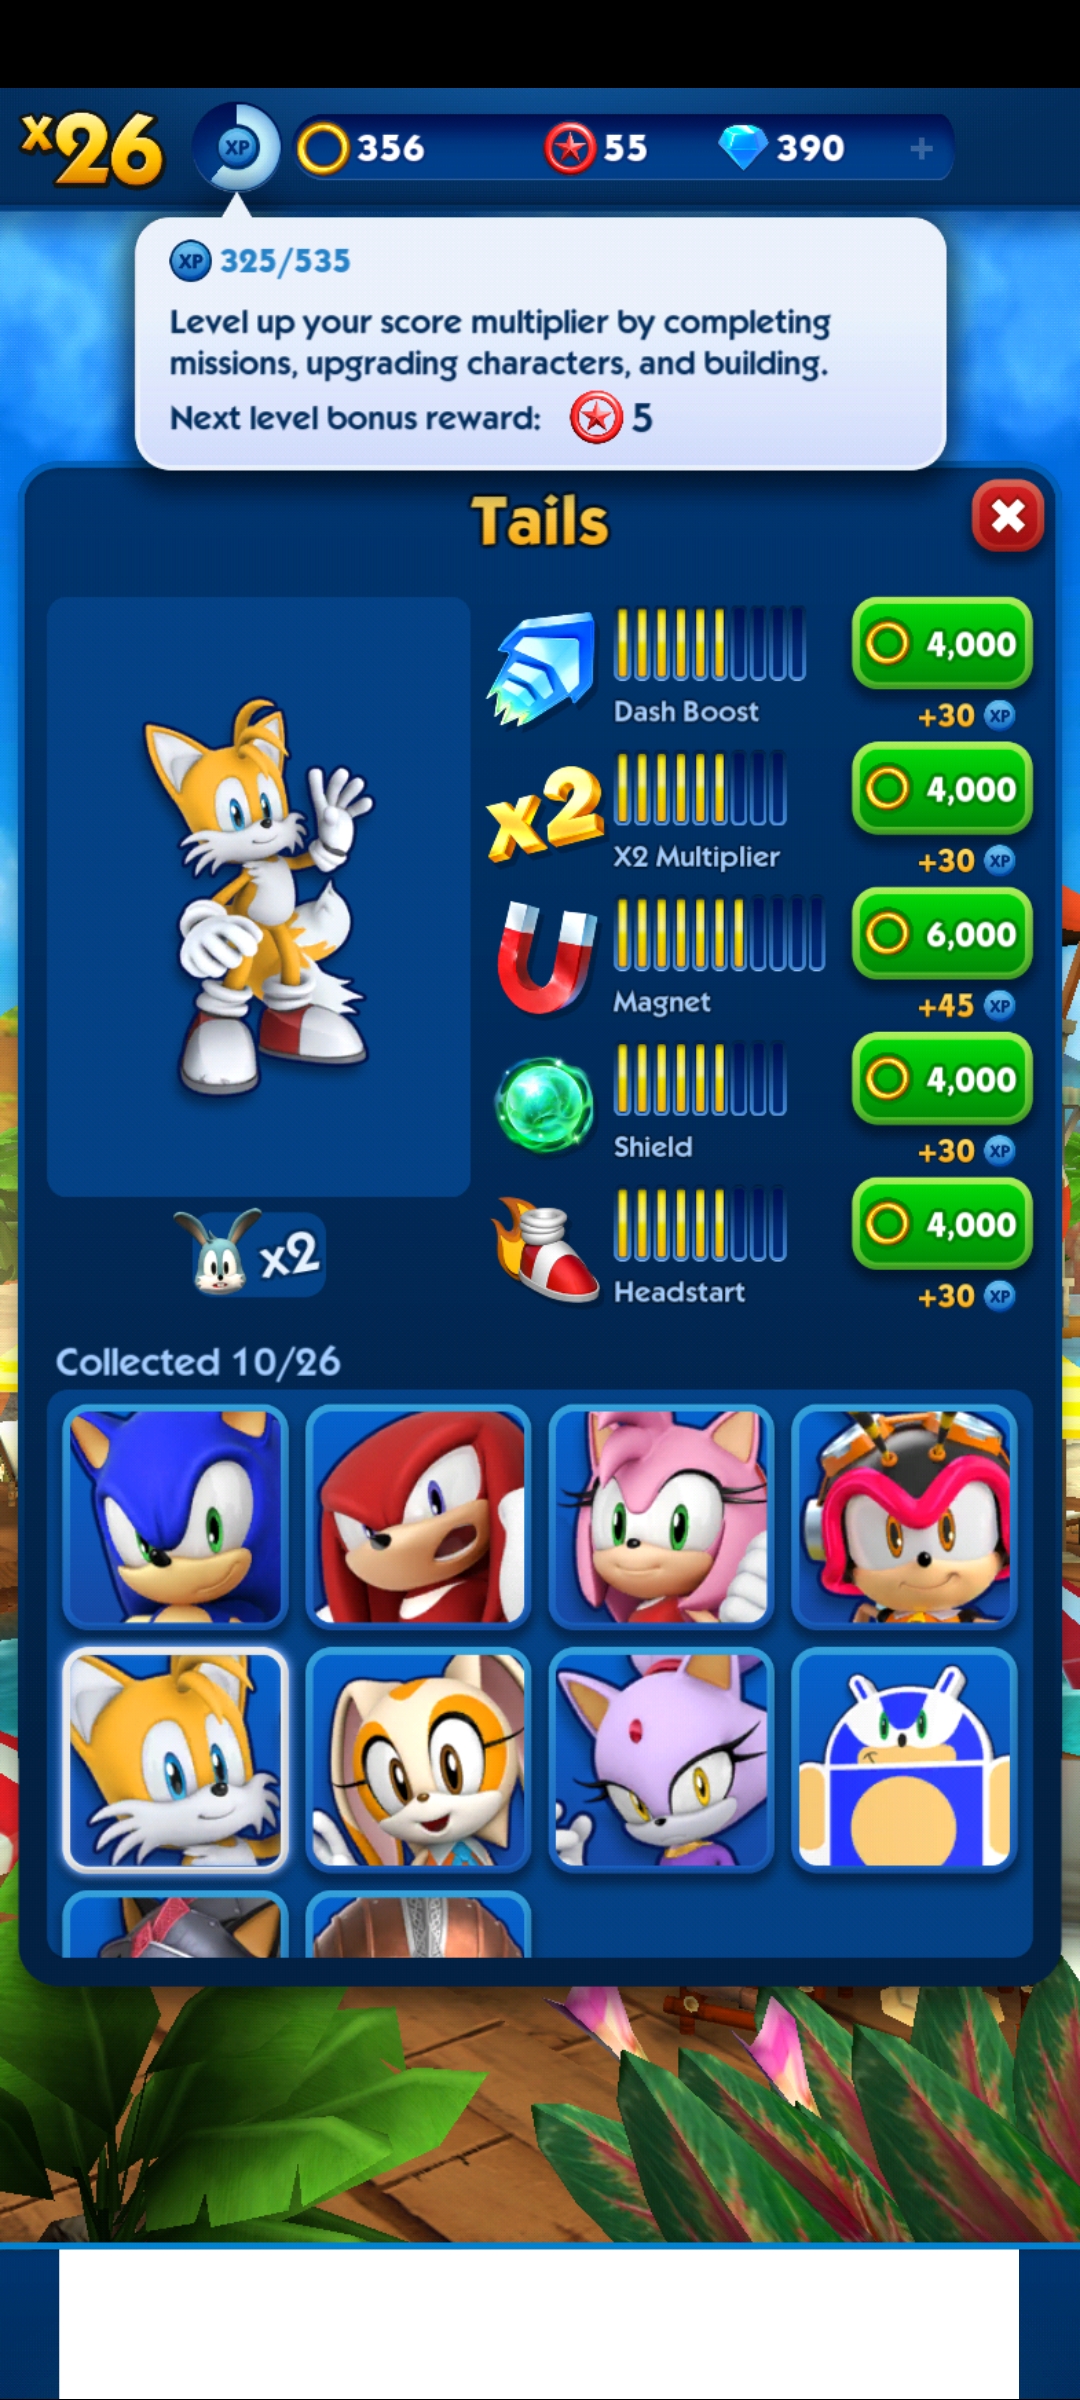 x26
XP
356
55
390
+
XP 325/535
Level up your score multiplier by completing
missions, upgrading characters, and building.
Next level bonus reward: 5
Tails
4,000
Dash Boost
+30 XP
x2
4,000
X2 Multiplier
+30 XP
6,000
Magnet
+45 XP
4,000
Shield
+30 XP
4,000
Headstart
+30 XP
x2
Collected 10/26